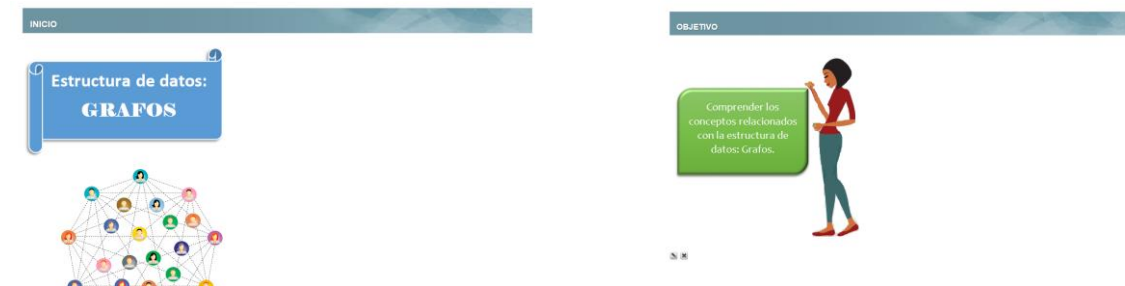 INICIO
Estructura de datos:
GRAFOS
OBJETIVO
Comprender los
conceptos relacionados
con la estructura de
datos: Grafos.